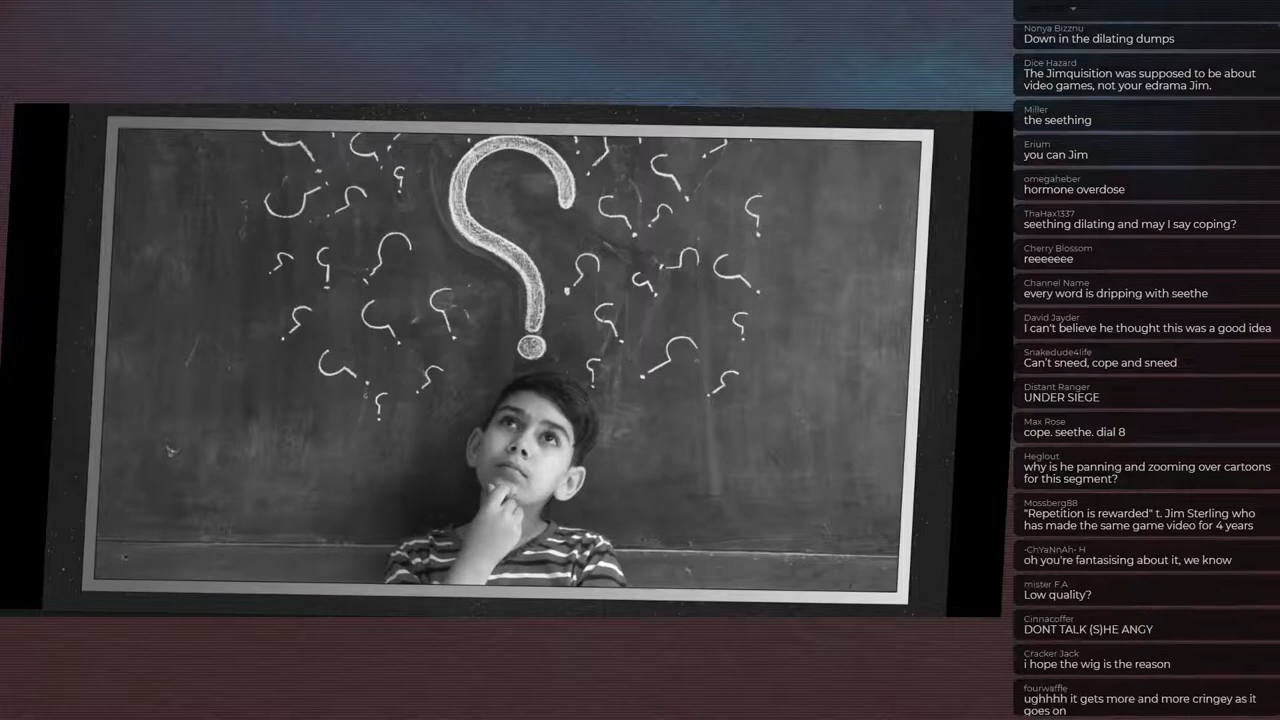 ?
Nonya Bizznu
Down in the dilating dumps
Dice Hazard
The Jimquisition was supposed to be about
video games, not your edrama Jim.
Miller
the seething
Erium
you can Jim
omegaheber
hormone overdose
ThaHax1337
seething dilating and may I say coping?
Cherry Blossom
reeeeeee
Channel Name
every word is dripping with seethe
David Jayder
I can't believe he thought this was a good idea
Snakedude4life
Can't sneed, cope and sneed
Distant Ranger
UNDER SIEGE
Max Rose
cope. seethe. dial 8
Heglout
why is he panning and zooming over cartoons
for this segment?
Mossberg88
"Repetition is rewarded" t. Jim Sterling who
has made the same game video for 4 years
-ChYaNnAh- H
oh you're fantasising about it, we know
mister F.A
Low quality?
Cinnacoffer
DONT TALK (S)HE ANGY
Cracker Jack
i hope the wig is the reason
fourwaffle
ughhhh it gets more and more cringey as it
goes on